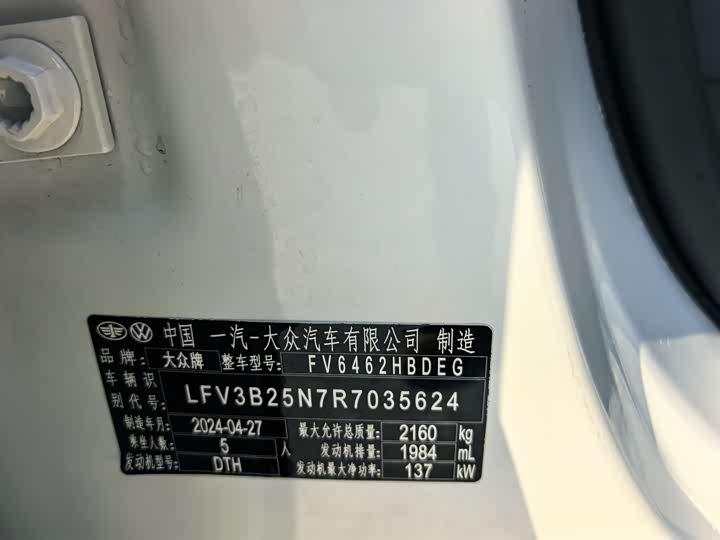 中国 一汽-大众汽车有限公司 制造
品牌: 大众牌 整车型号: FV6462HBDEG
车辆识别代号: LFV3B25N7R7035624
制造年月: 2024-04-27 最大允许总质量: 2160 kg
乘坐人数: 5 人 发动机排量: 1984 mL
发动机型号: DTH 发动机最大净功率: 137 kW